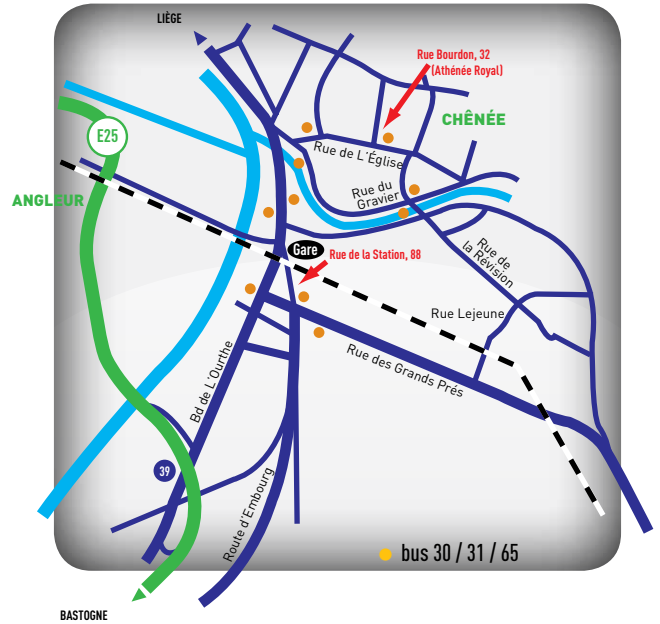 LIÈGE
Rue Bourdon, 32
(Athénée Royal)
CHÊNÉE
E25
Rue de L'Église
ANGLEUR
Rue du
Gravier
Gare
Rue de la Station, 88
Rue de
la Révision
Rue Lejeune
Rue des Grands Prés
Bd de L'Ourthe
39
Route d'Embourg
bus 30 / 31 / 65
BASTOGNE